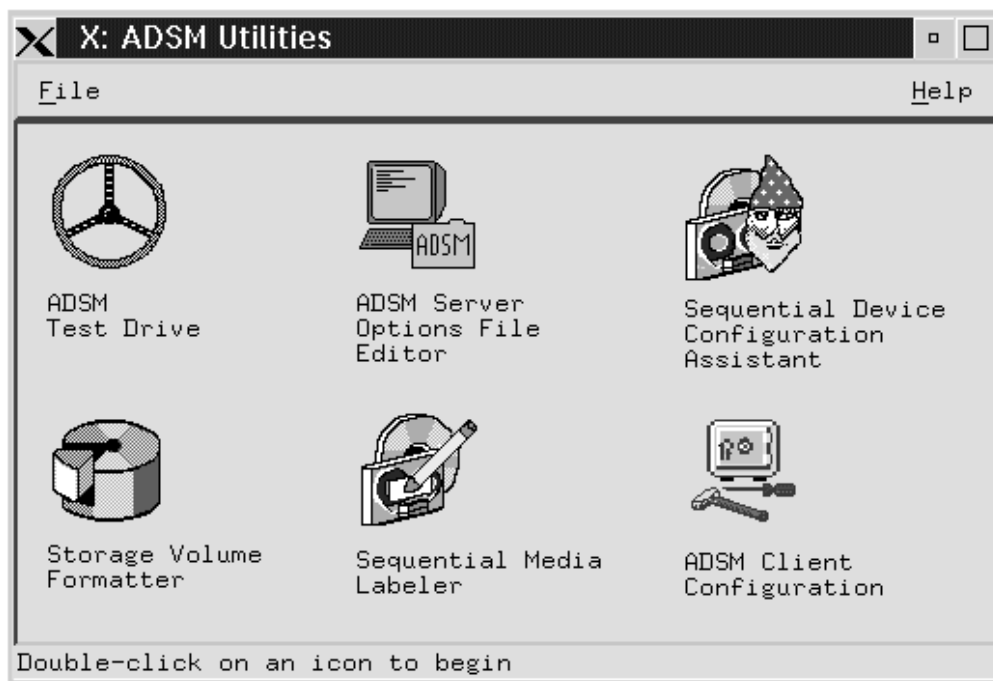 X: ADSM Utilities
File Help
ADSM
Test Drive
ADSM
ADSM Server
Options File
Editor
Sequential Device
Configuration
Assistant
Storage Volume
Formatter
Sequential Media
Labeler
ADSM Client
Configuration
Double-click on an icon to begin